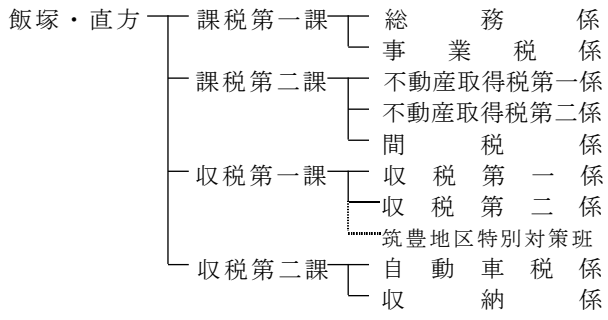 飯塚・直方 課税第一課 総務係
事業税係
課税第二課 不動産取得税第一係
不動産取得税第二係
間税係
収税第一課 収税第一係
収税第二係
筑豊地区特別対策班
収税第二課 自動車税係
収納係